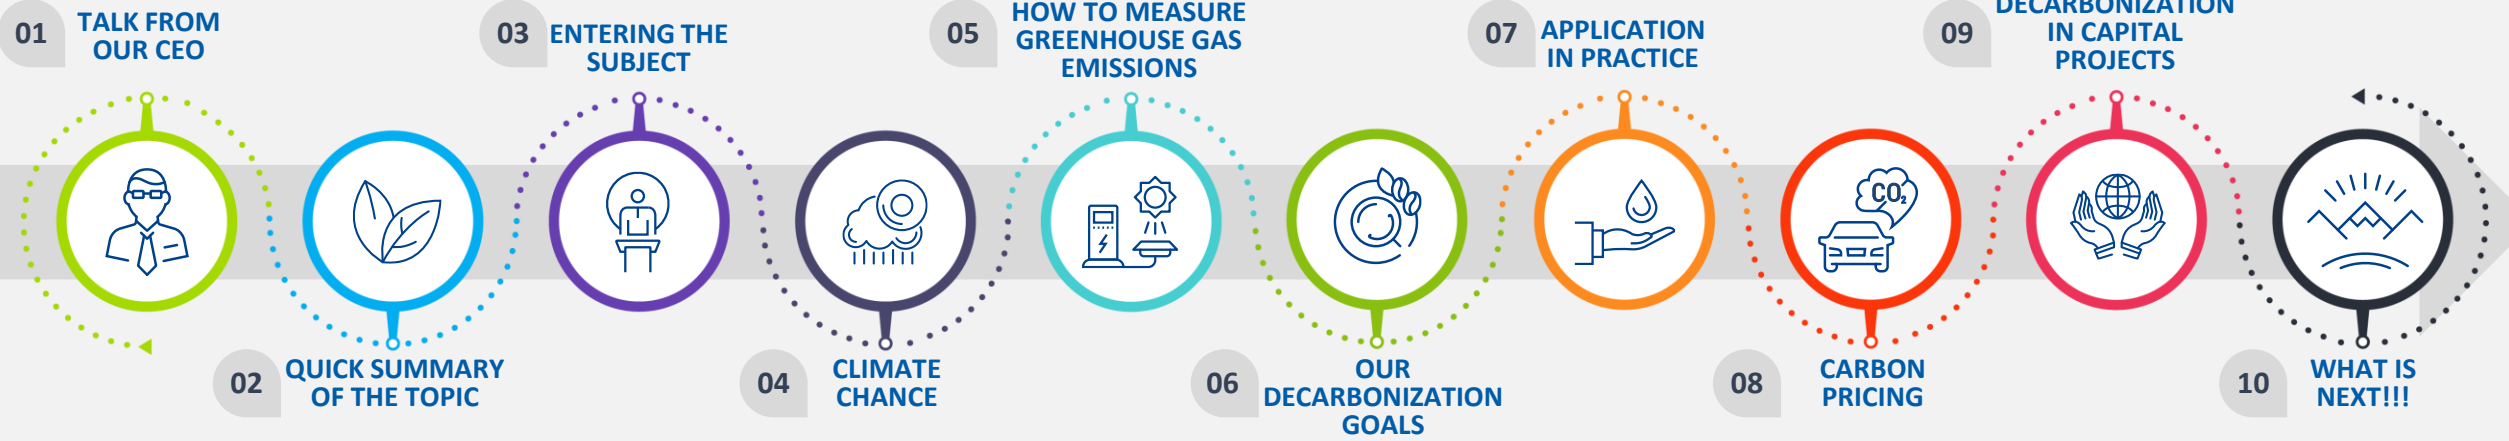 01
TALK FROM
OUR CEO
02
QUICK SUMMARY
OF THE TOPIC
03
ENTERING THE
SUBJECT
04
CLIMATE
CHANCE
05
HOW TO MEASURE
GREENHOUSE GAS
EMISSIONS
06
OUR
DECARBONIZATION
GOALS
07
APPLICATION
IN PRACTICE
08
CARBON
PRICING
CO2
09
DECARBONIZATION
IN CAPITAL
PROJECTS
10
WHAT IS
NEXT!!!